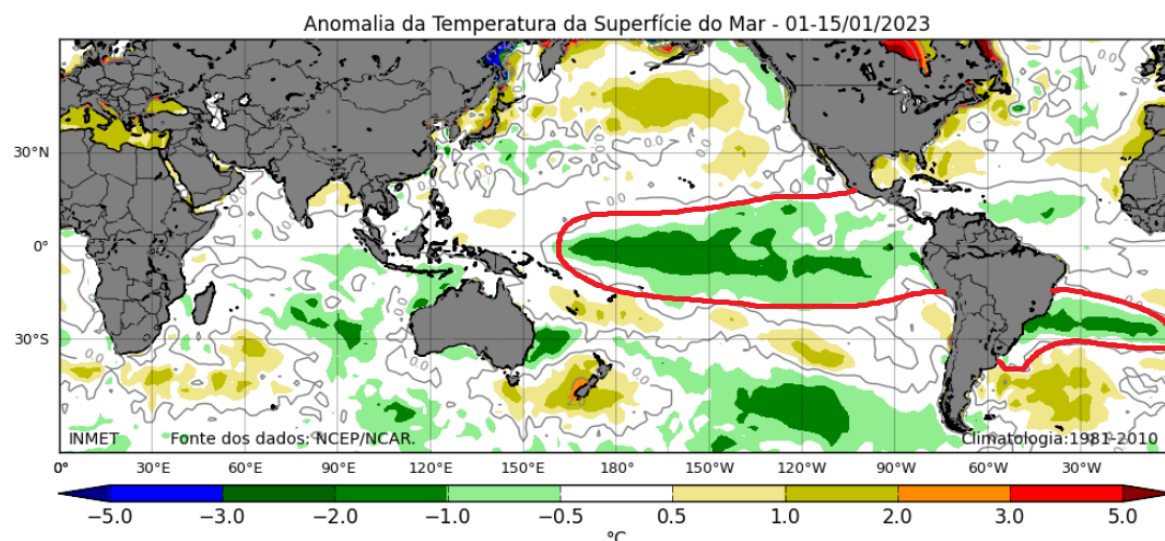 Anomalia da Temperatura da Superfície do Mar - 01-15/01/2023
30°N
0°
30°S
INMET Fonte dos dados: NCEP/NCAR. Climatologia:1981-2010
0° 30°E 60°E 90°E 120°E 150°E 180° 150°W 120°W 90°W 60°W 30°W
−5.0 −3.0 −2.0 −1.0 −0.5 0.5 1.0 2.0 3.0 5.0
°C